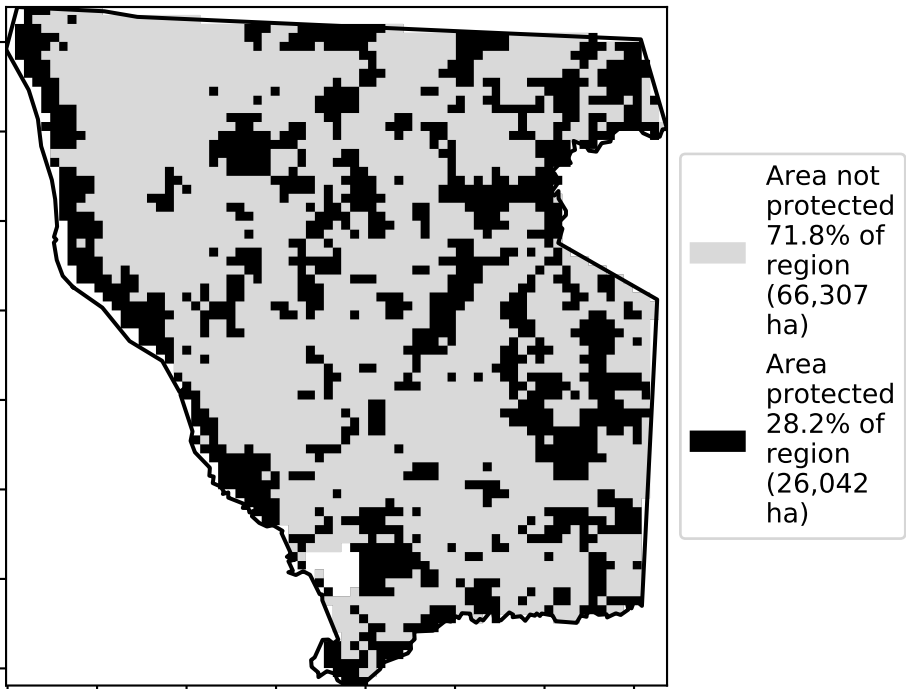 Area not
protected
71.8% of
region
(66,307
ha)
Area
protected
28.2% of
region
(26,042
ha)